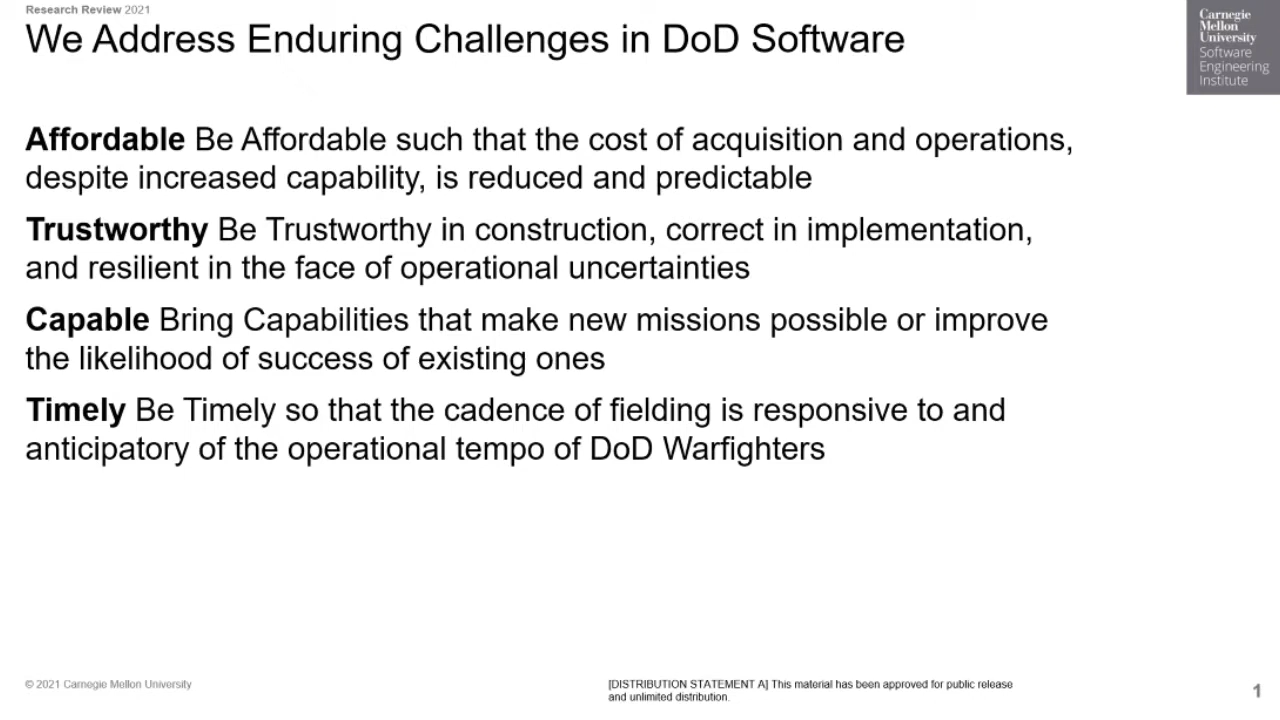 Research Review 2021
We Address Enduring Challenges in DoD Software
Carnegie
Mellon
University
Software
Engineering
Institute
Affordable Be Affordable such that the cost of acquisition and operations,
despite increased capability, is reduced and predictable
Trustworthy Be Trustworthy in construction, correct in implementation,
and resilient in the face of operational uncertainties
Capable Bring Capabilities that make new missions possible or improve
the likelihood of success of existing ones
Timely Be Timely so that the cadence of fielding is responsive to and
anticipatory of the operational tempo of DoD Warfighters
© 2021 Carnegie Mellon University
[DISTRIBUTION STATEMENT A] This material has been approved for public release
and unlimited distribution.
1